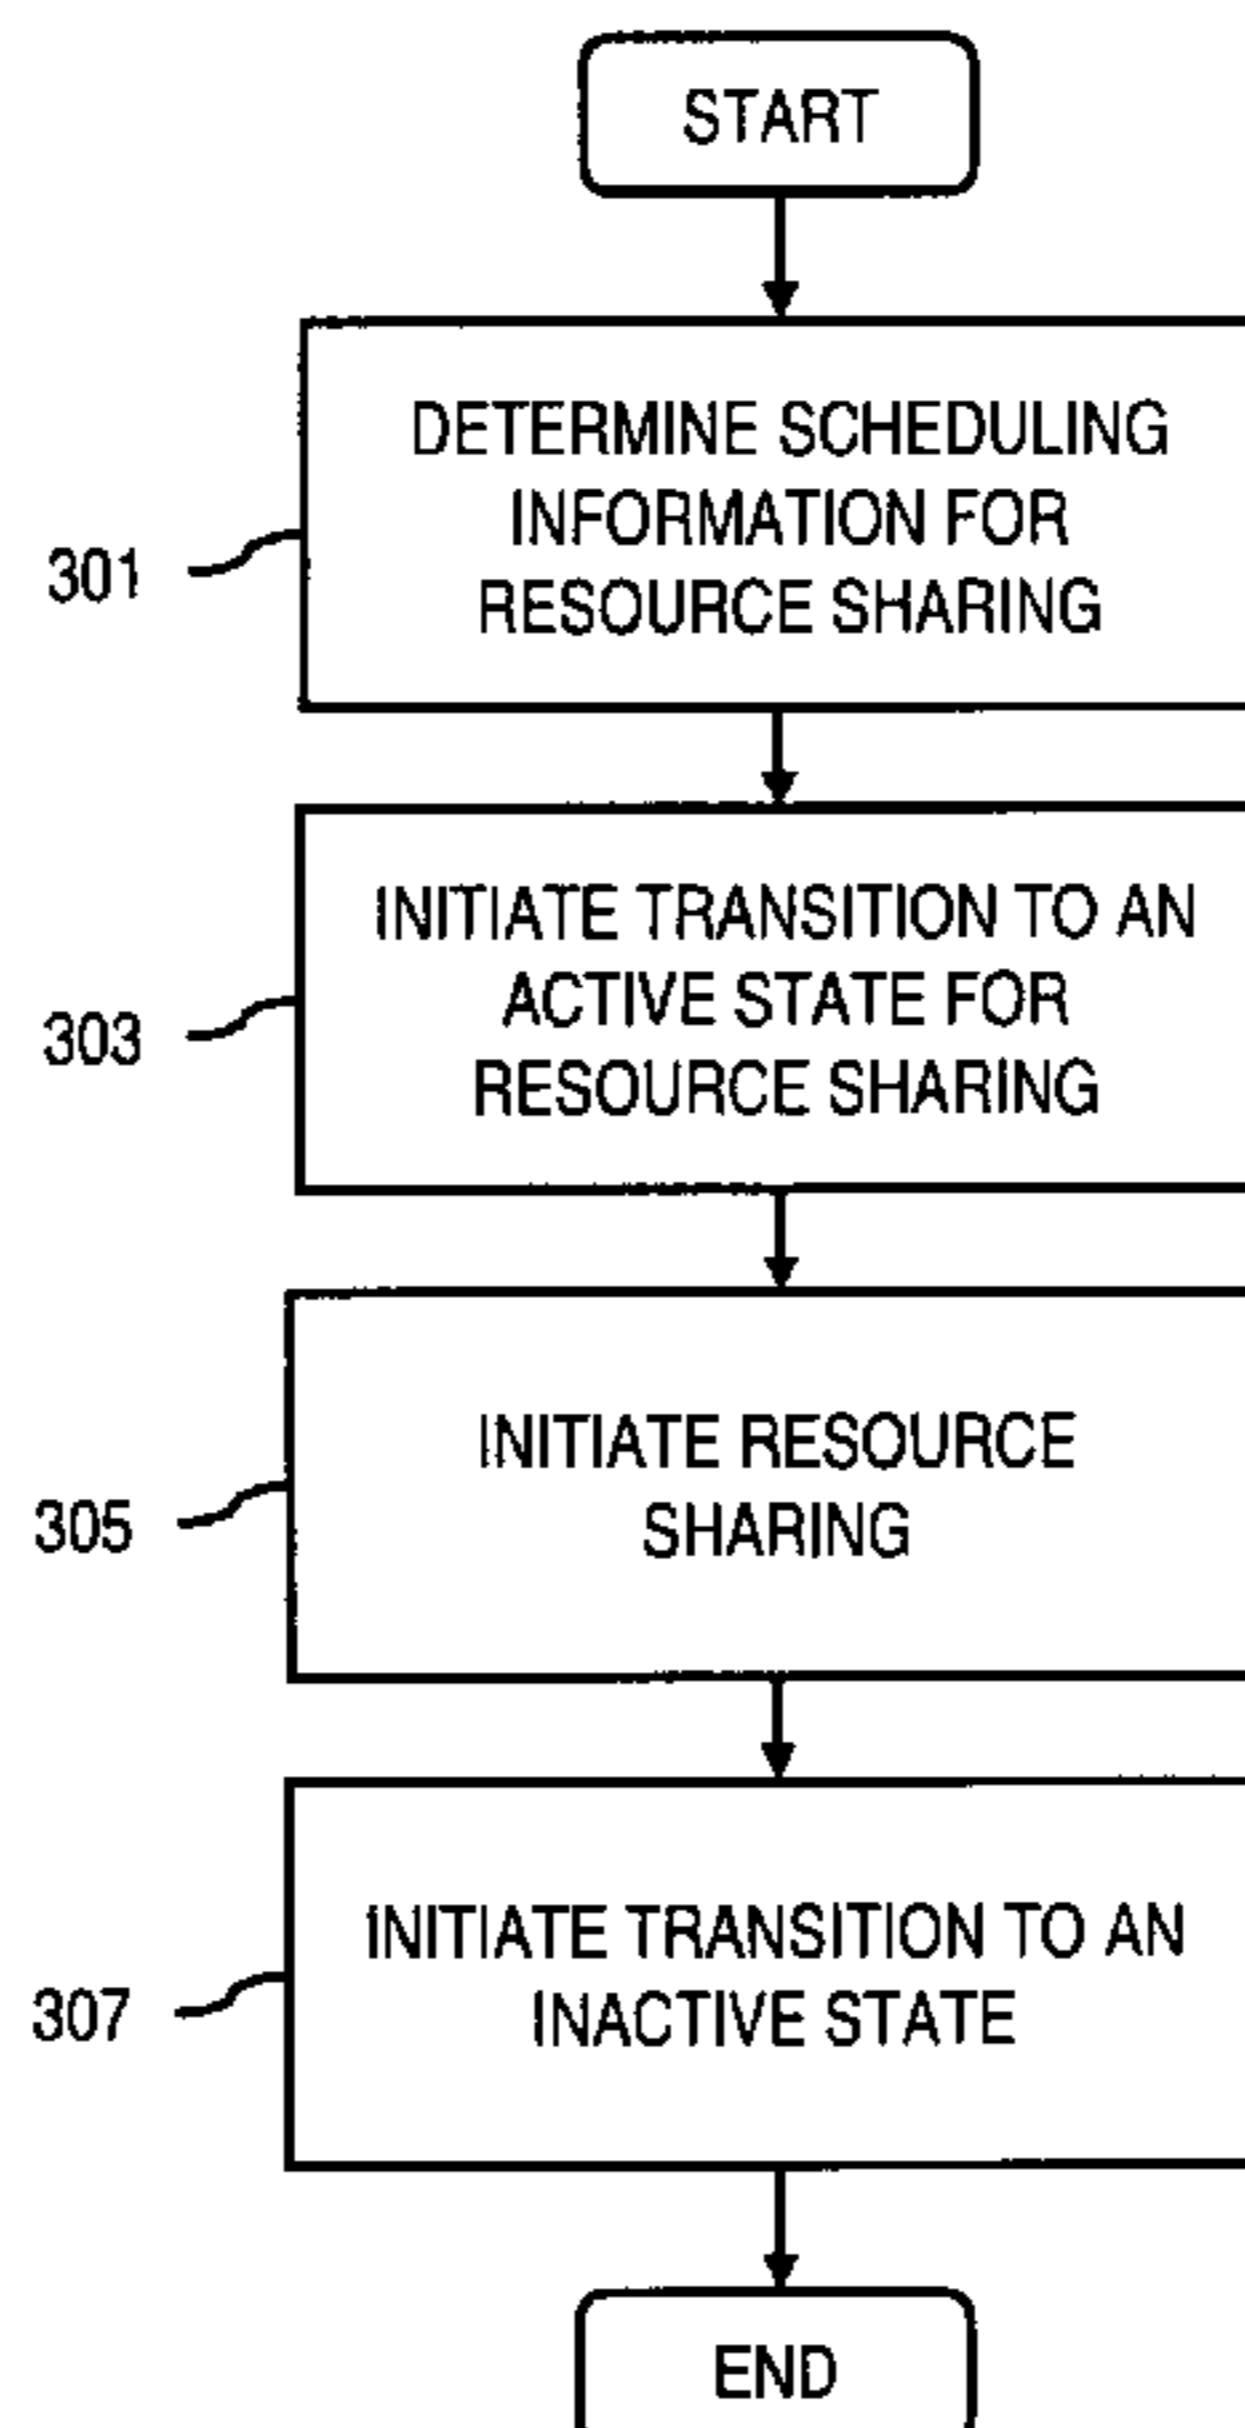 START
DETERMINE SCHEDULING
INFORMATION FOR
RESOURCE SHARING
301
INITIATE TRANSITION TO AN
ACTIVE STATE FOR
RESOURCE SHARING
303
INITIATE RESOURCE
SHARING
305
INITIATE TRANSITION TO AN
INACTIVE STATE
307
END